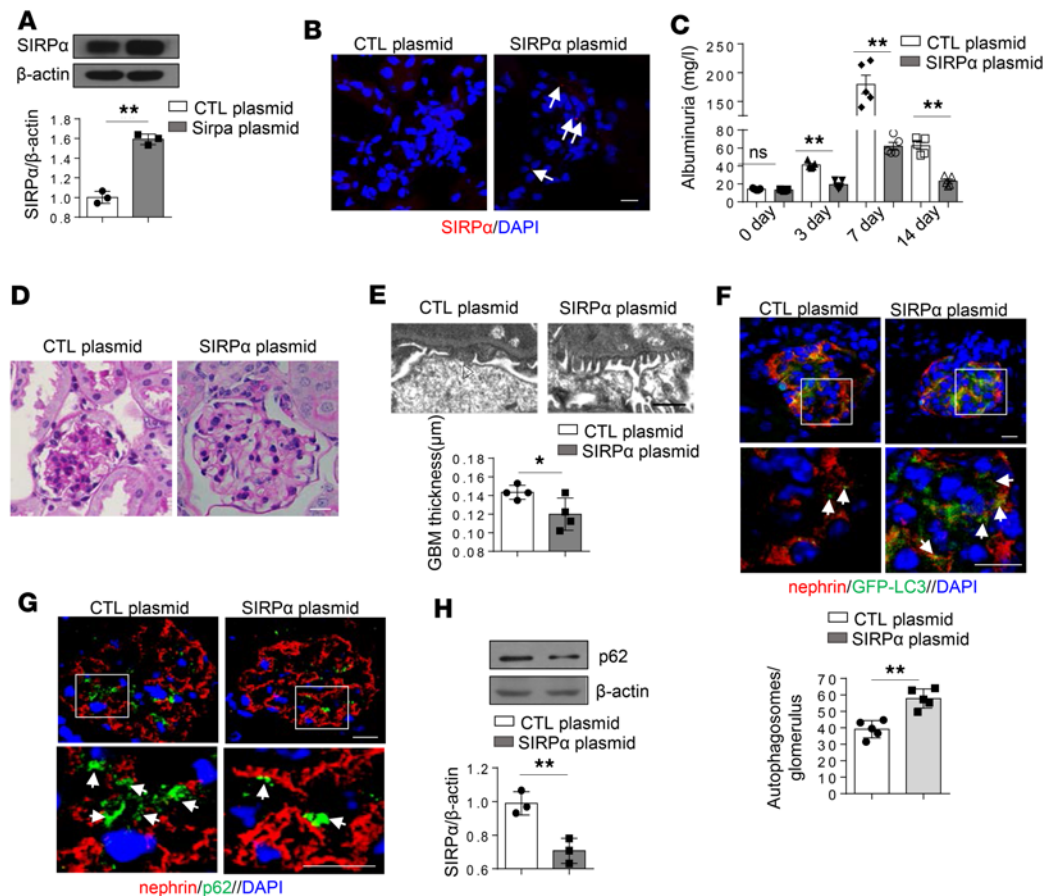 A
SIRPα
β-actin
**
CTL plasmid
Sirpa plasmid
SIRPα/β-actin
1.8
1.6
1.4
1.2
1.0
0.8
B
CTL plasmid SIRPα plasmid
SIRPα/DAPI
C
Albuminuria (mg/l)
250
200
150
100
60
40
20
0
ns
**
**
**
CTL plasmid
SIRPα plasmid
0 day
3 day
7 day
14 day
D
CTL plasmid SIRPα plasmid
E
CTL plasmid SIRPα plasmid
CTL plasmid
SIRPα plasmid
GBM thickness(μm)
0.18
0.16
0.14
0.12
0.10
0.08
*
F
CTL plasmid SIRPα plasmid
nephrin/GFP-LC3//DAPI
CTL plasmid
SIRPα plasmid
**
Autophagosomes/
glomerulus
70
60
50
40
30
20
10
0
G
CTL plasmid SIRPα plasmid
nephrin/p62//DAPI
H
p62
β-actin
CTL plasmid
SIRPα plasmid
**
SIRPα/β-actin
1.2
1.0
0.8
0.6